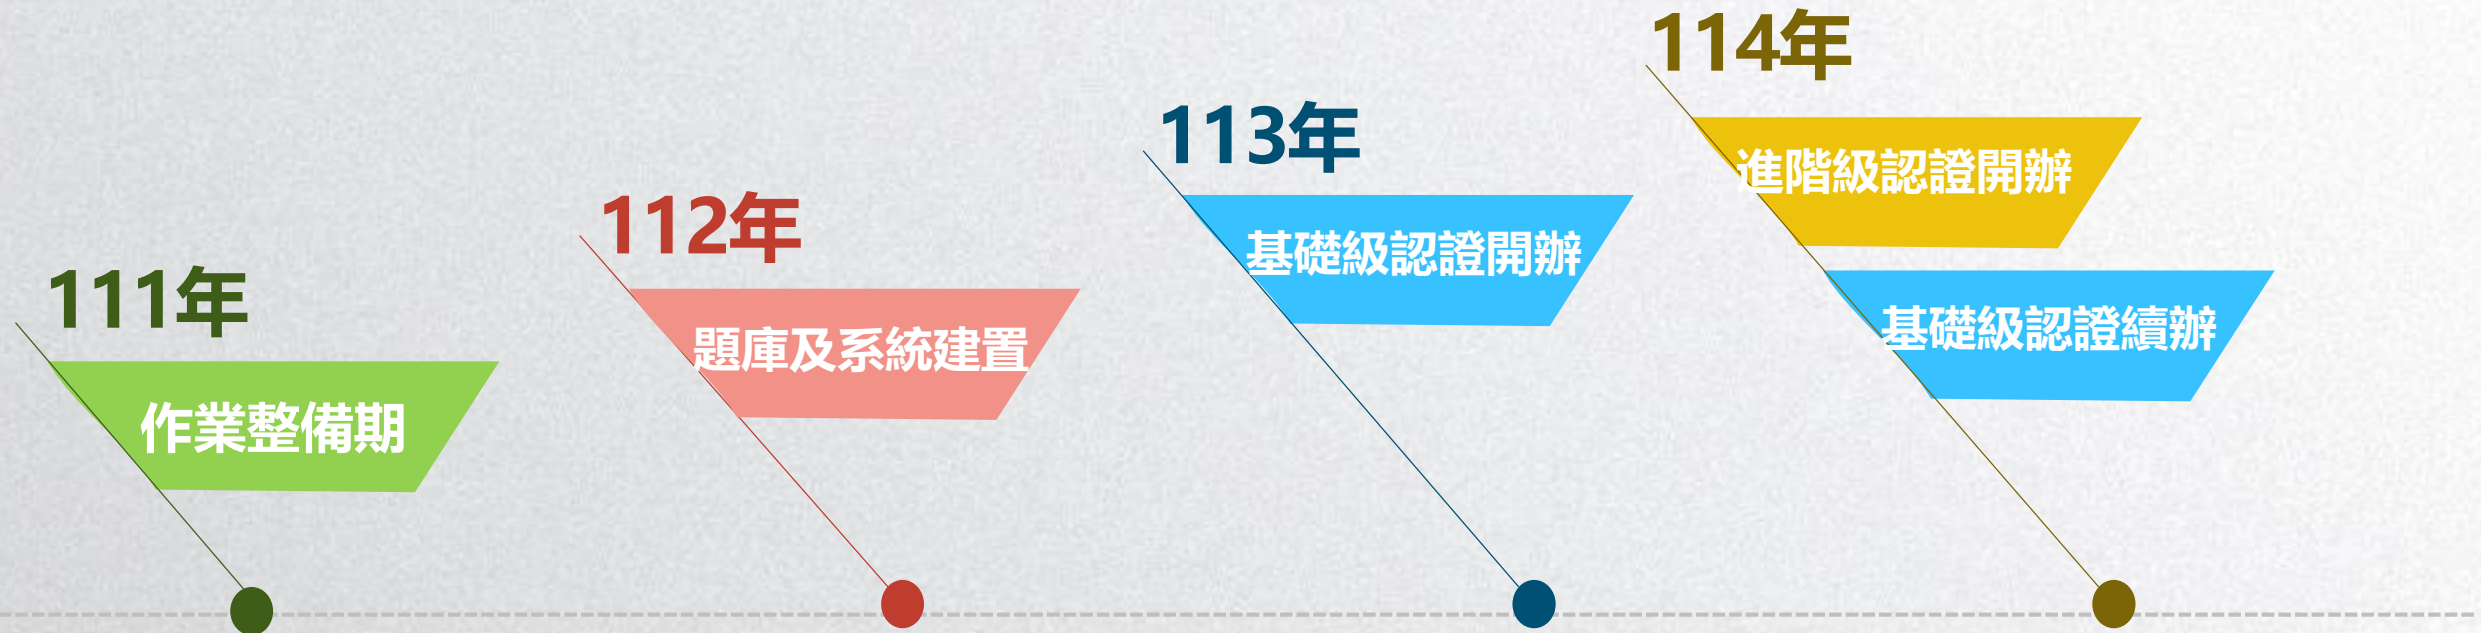 111年
作業整備期
112年
題庫及系統建置
113年
基礎級認證開辦
114年
進階級認證開辦
基礎級認證續辦